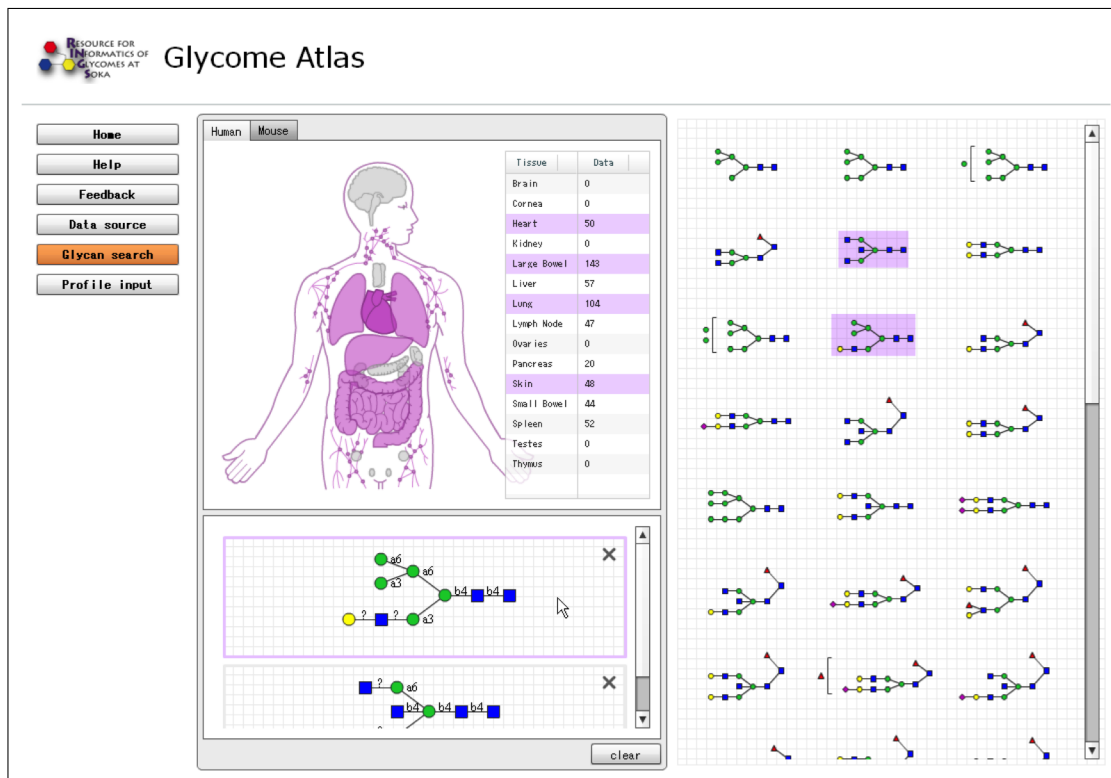 RESOURCE FOR
INFORMATICS OF
GLYCOMES AT
SOKA
Glycome Atlas
Home
Help
Feedback
Data source
Glycan search
Profile input
Human Mouse
Tissue Data
Brain 0
Cornea 0
Heart 50
Kidney 0
Large Bowel 143
Liver 57
Lung 104
Lymph Node 47
Ovaries 0
Pancreas 20
Skin 48
Small Bowel 44
Spleen 52
Testes 0
Thymus 0
a6
a3 a6
b4 b4
? ? a3
? a6
b4 b4 b4
?
clear